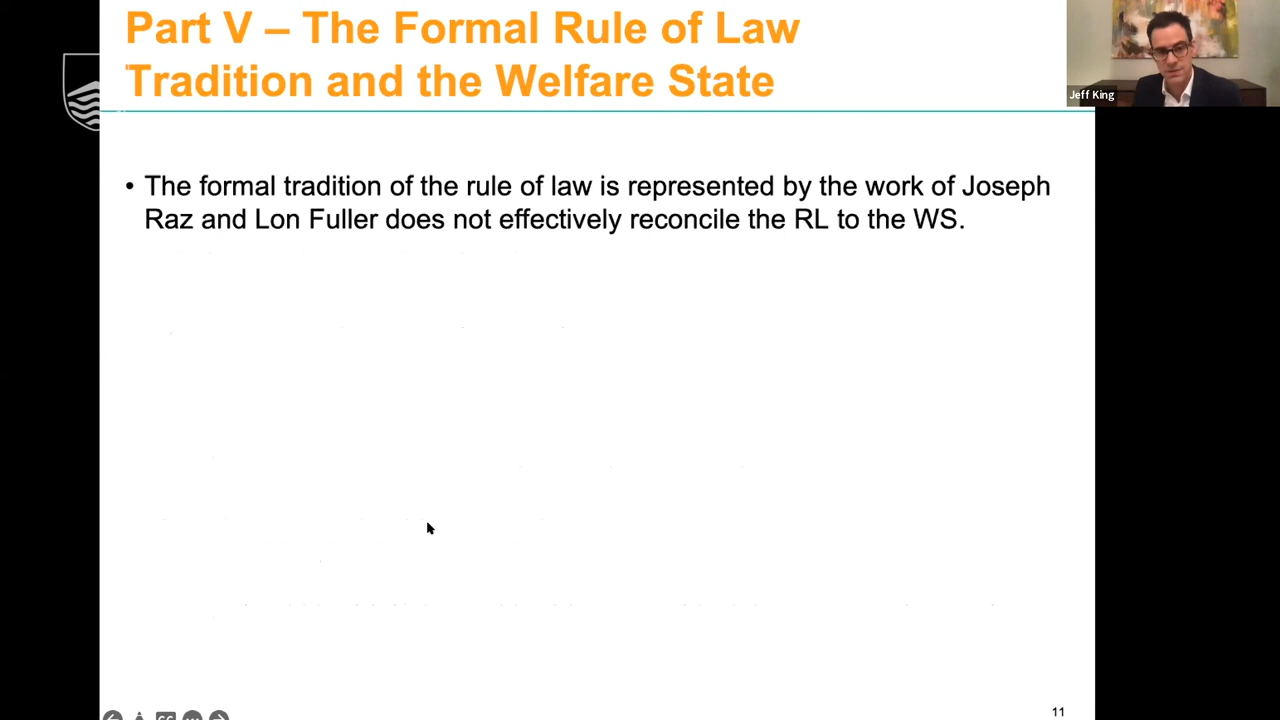 Part V – The Formal Rule of Law
Tradition and the Welfare State
Jeff King
• The formal tradition of the rule of law is represented by the work of Joseph
Raz and Lon Fuller does not effectively reconcile the RL to the WS.
11